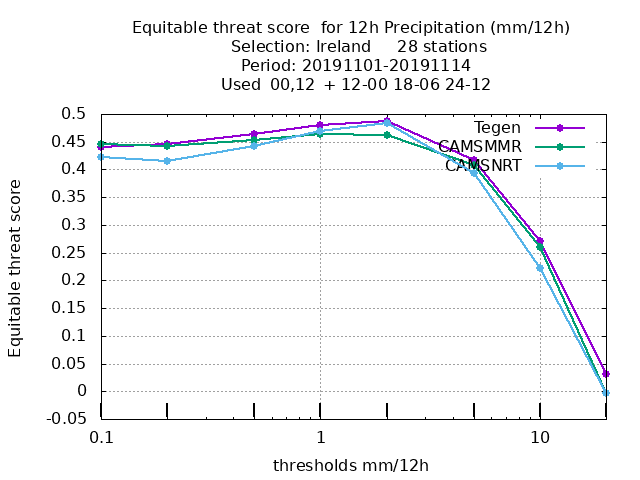 Equitable threat score  for 12h Precipitation (mm/12h)
Selection: Ireland     28 stations
Period: 20191101-20191114
Used  00,12  + 12-00 18-06 24-12
Tegen
CAMSMMR
CAMSNRT
Equitable threat score
0.5
0.45
0.4
0.35
0.3
0.25
0.2
0.15
0.1
0.05
0
-0.05
0.1
1
10
thresholds mm/12h